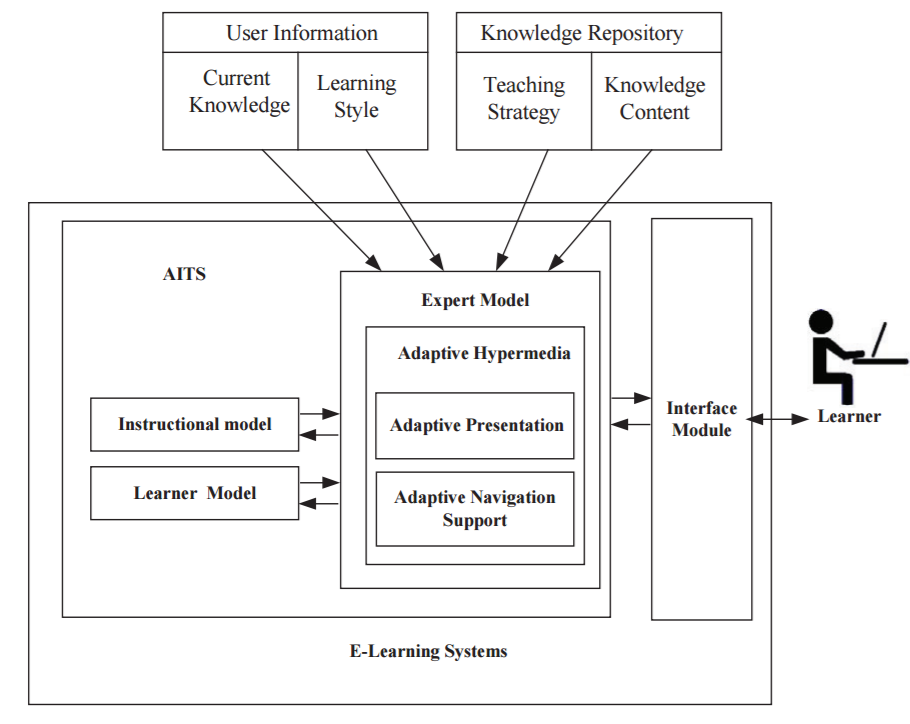 User Information
Knowledge Repository
Current
Knowledge
Learning
Style
Teaching
Strategy
Knowledge
Content
AITS
Expert Model
Adaptive Hypermedia
Instructional model
Adaptive Presentation
Learner Model
Adaptive Navigation
Support
Interface
Module
Learner
E-Learning Systems